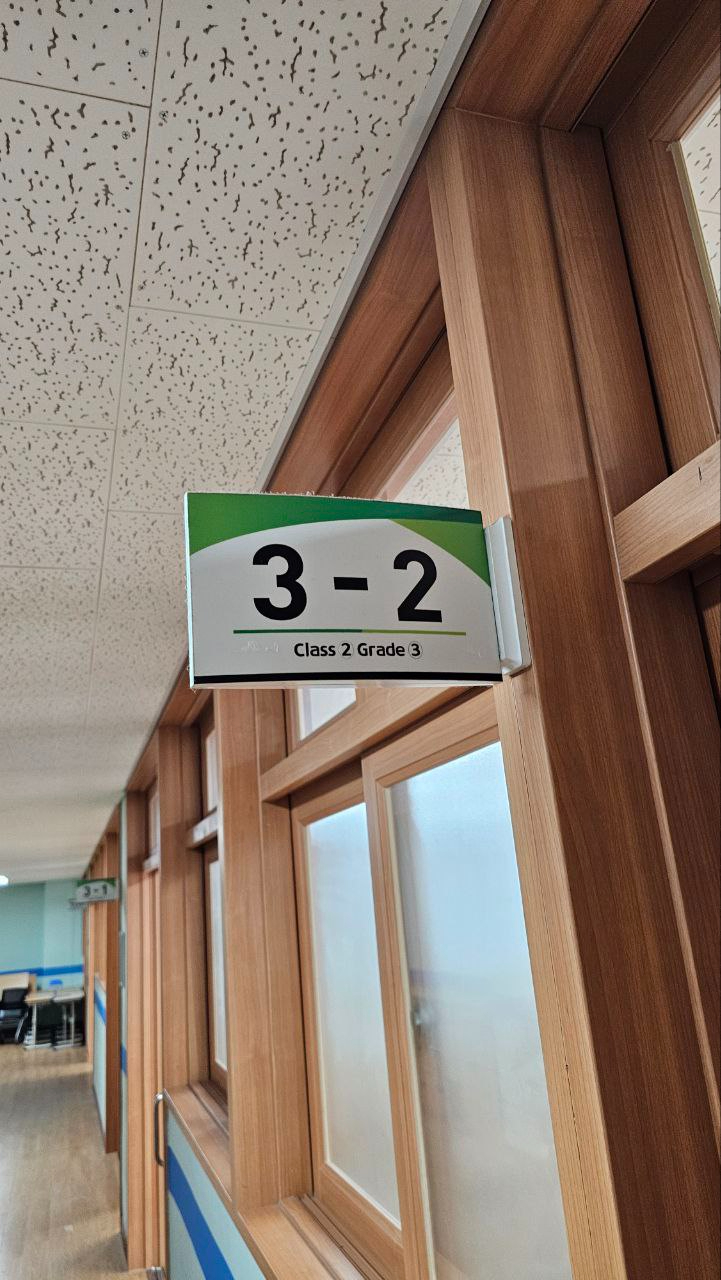 3 - 2
Class ② Grade ③
3 - 1